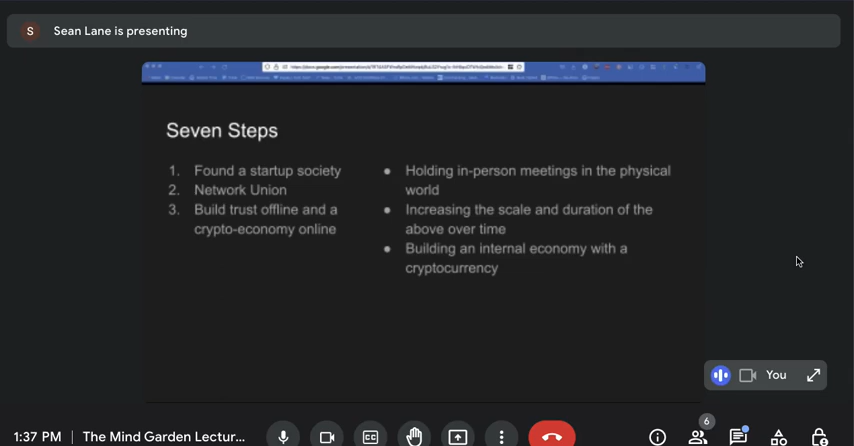 S Sean Lane is presenting
Seven Steps
1. Found a startup society
2. Network Union
3. Build trust offline and a
crypto-economy online
● Holding in-person meetings in the physical
world
● Increasing the scale and duration of the
above over time
● Building an internal economy with a
cryptocurrency
You
6
1:37 PM | The Mind Garden Lectur...
CC